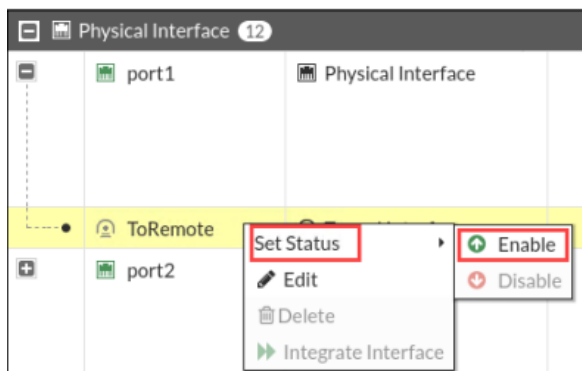 Physical Interface 12
port1 Physical Interface
ToRemote
Set Status Enable
port2 Edit Disable
Delete
Integrate Interface